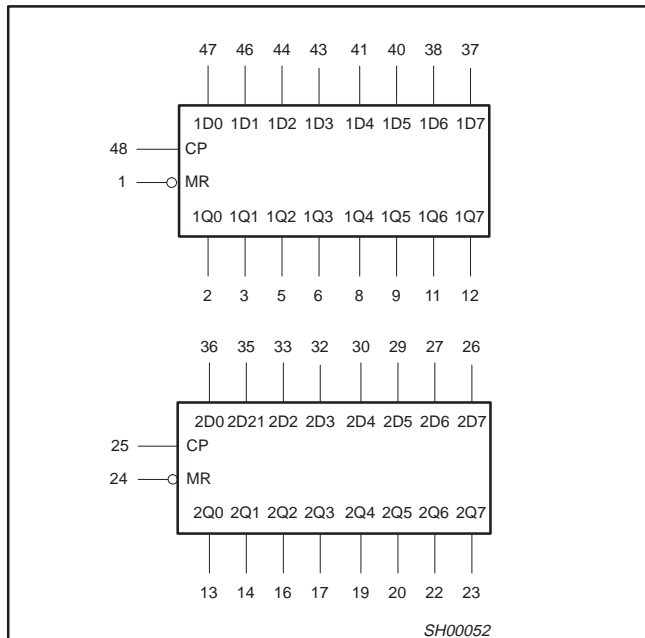 47 46 44 43 41 40 38 37
1D0 1D1 1D2 1D3 1D4 1D5 1D6 1D7
48 CP
1 MR
1Q0 1Q1 1Q2 1Q3 1Q4 1Q5 1Q6 1Q7
2 3 5 6 8 9 11 12
36 35 33 32 30 29 27 26
2D0 2D21 2D2 2D3 2D4 2D5 2D6 2D7
25 CP
24 MR
2Q0 2Q1 2Q2 2Q3 2Q4 2Q5 2Q6 2Q7
13 14 16 17 19 20 22 23
SH00052